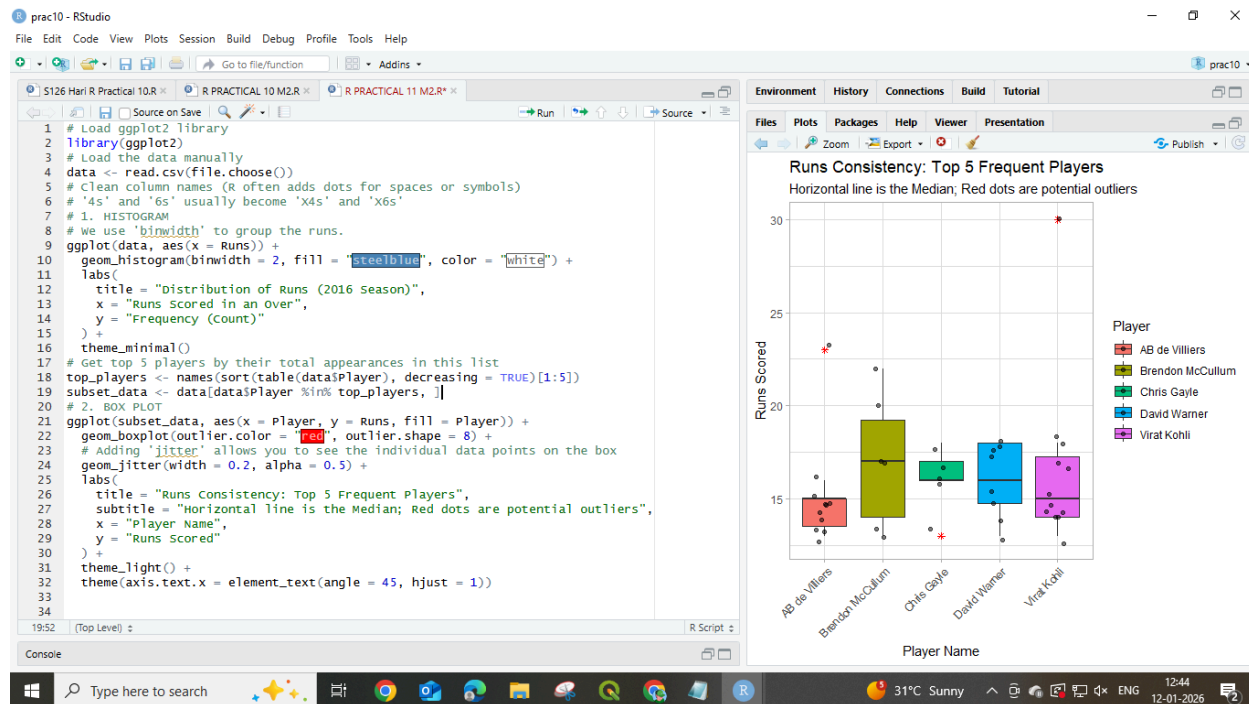 prac10 - RStudio
File Edit Code View Plots Session Build Debug Profile Tools Help
Go to file/function Addins prac10
S126 Hari R Practical 10.R R PRACTICAL 10 M2.R R PRACTICAL 11 M2.R*
Source on Save Run Source
1 # Load ggplot2 library
2 library(ggplot2)
3 # Load the data manually
4 data <- read.csv(file.choose())
5 # Clean column names (R often adds dots for spaces or symbols)
6 # '4s' and '6s' usually become 'X4s' and 'X6s'
7 # 1. HISTOGRAM
8 # We use 'binwidth' to group the runs.
9 ggplot(data, aes(x = Runs)) +
10 geom_histogram(binwidth = 2, fill = "steelblue", color = "white") +
11 labs(
12 title = "Distribution of Runs (2016 Season)",
13 x = "Runs Scored in an Over",
14 y = "Frequency (Count)"
15 ) +
16 theme_minimal()
17 # Get top 5 players by their total appearances in this list
18 top_players <- names(sort(table(data$Player), decreasing = TRUE)[1:5])
19 subset_data <- data[data$Player %in% top_players, ]
20 # 2. BOX PLOT
21 ggplot(subset_data, aes(x = Player, y = Runs, fill = Player)) +
22 geom_boxplot(outlier.color = "red", outlier.shape = 8) +
23 # Adding 'jitter' allows you to see the individual data points on the box
24 geom_jitter(width = 0.2, alpha = 0.5) +
25 labs(
26 title = "Runs Consistency: Top 5 Frequent Players",
27 subtitle = "Horizontal line is the Median; Red dots are potential outliers",
28 x = "Player Name",
29 y = "Runs Scored"
30 ) +
31 theme_light() +
32 theme(axis.text.x = element_text(angle = 45, hjust = 1))
33
34
19:52 (Top Level) R Script
Console
Environment History Connections Build Tutorial
Files Plots Packages Help Viewer Presentation
Zoom Export Publish
Runs Consistency: Top 5 Frequent Players
Horizontal line is the Median; Red dots are potential outliers
30
25
20
15
Runs Scored
AB de Villiers
Brendon McCullum
Chris Gayle
David Warner
Virat Kohli
Player Name
Player
AB de Villiers
Brendon McCullum
Chris Gayle
David Warner
Virat Kohli
Type here to search
31°C Sunny
ENG
12:44
12-01-2026
2